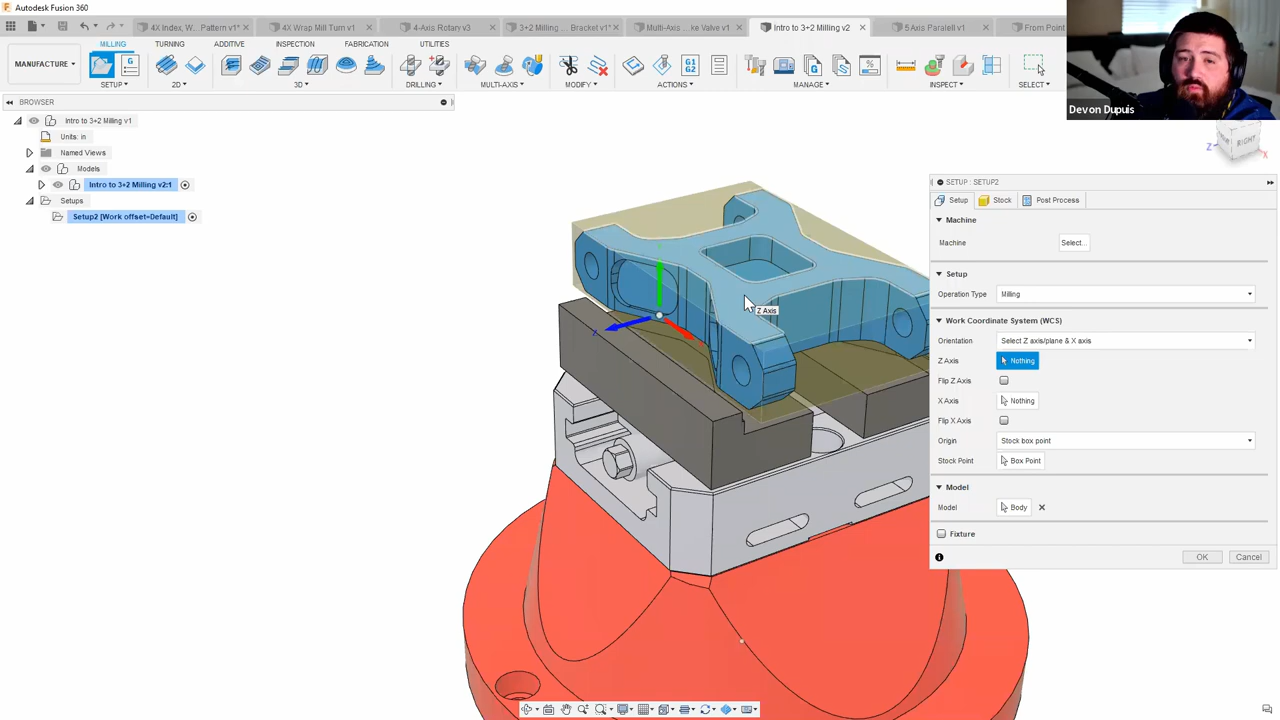 Autodesk Fusion 360
4X Index, W... Pattern v1*
4X Wrap Mill Turn v1
4-Axis Rotary v3
3+2 Milling ... Bracket v1*
Multi-Axis ... ke Valve v1
Intro to 3+2 Milling v2
5 Axis Paralell v1
From Point
MILLING
TURNING
ADDITIVE
INSPECTION
FABRICATION
UTILITIES
MANUFACTURE
G1
G2
SETUP
2D
3D
DRILLING
MULTI-AXIS
MODIFY
ACTIONS
MANAGE
INSPECT
SELECT
Devon Dupuis
BROWSER
Intro to 3+2 Milling v1
Units: in
Named Views
Models
Intro to 3+2 Milling v2:1
Setups
Setup2 [Work offset=Default]
Z
RIGHT
X
Z Axis
Z
SETUP : SETUP2
Setup
Stock
Post Process
Machine
Machine
Select...
Setup
Operation Type
Milling
Work Coordinate System (WCS)
Orientation
Select Z axis/plane & X axis
Z Axis
Nothing
Flip Z Axis
X Axis
Nothing
Flip X Axis
Origin
Stock box point
Stock Point
Box Point
Model
Model
Body
Fixture
OK
Cancel